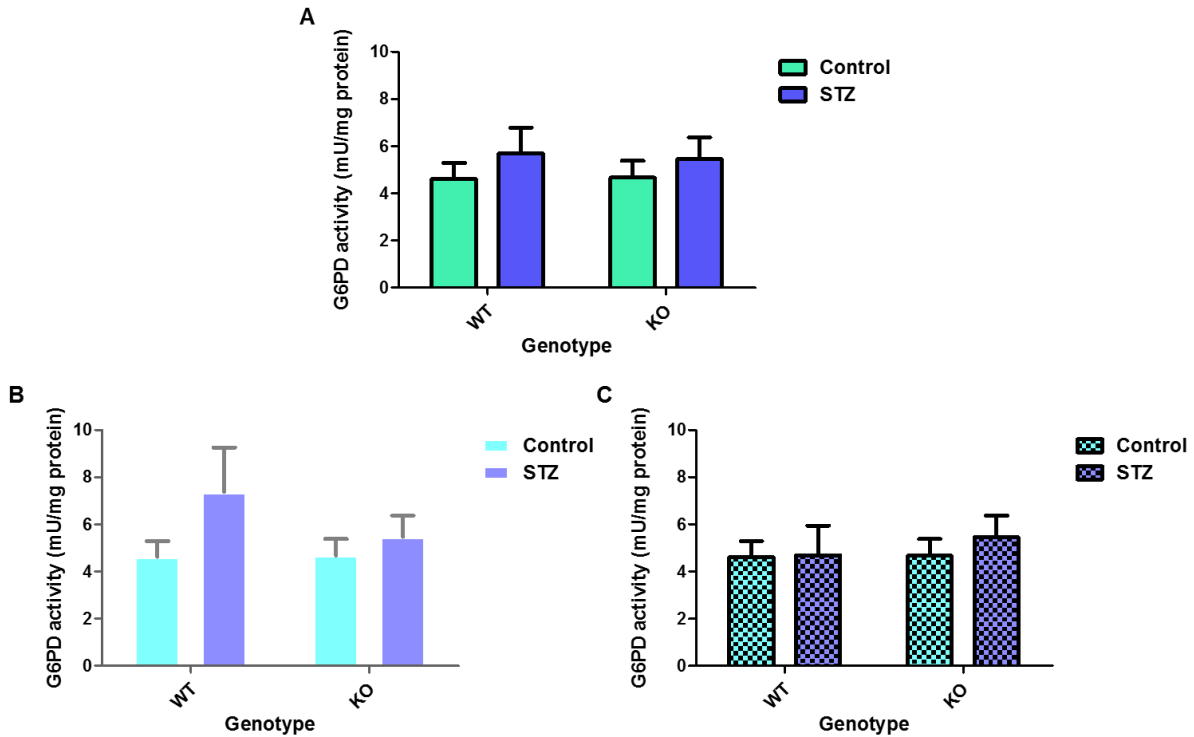 A
G6PD activity (mU/mg protein)
10
8
6
4
2
0
WT
KO
Genotype
Control
STZ
B
G6PD activity (mU/mg protein)
10
8
6
4
2
0
WT
KO
Genotype
Control
STZ
C
G6PD activity (mU/mg protein)
10
8
6
4
2
0
WT
KO
Genotype
Control
STZ